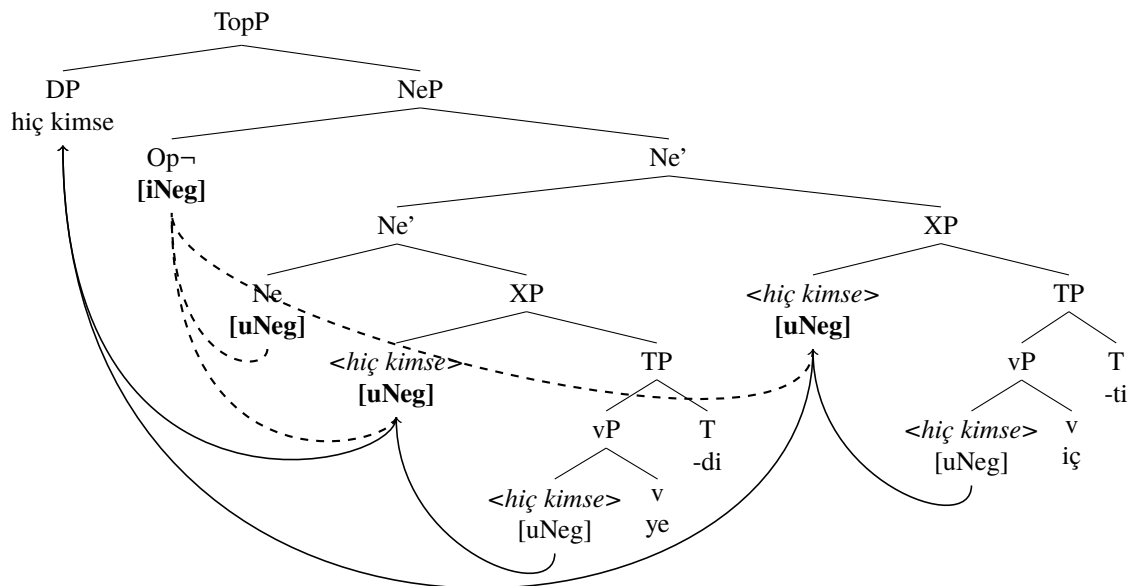 TopP
DP NeP
hiç kimse
Op¬ Ne’
[iNeg]
Ne’ XP
Ne XP <hiç kimse> TP
[uNeg] [uNeg]
<hiç kimse> TP vP T
[uNeg] -ti
vP T <hiç kimse> v
-di [uNeg] iç
<hiç kimse> v
[uNeg] ye